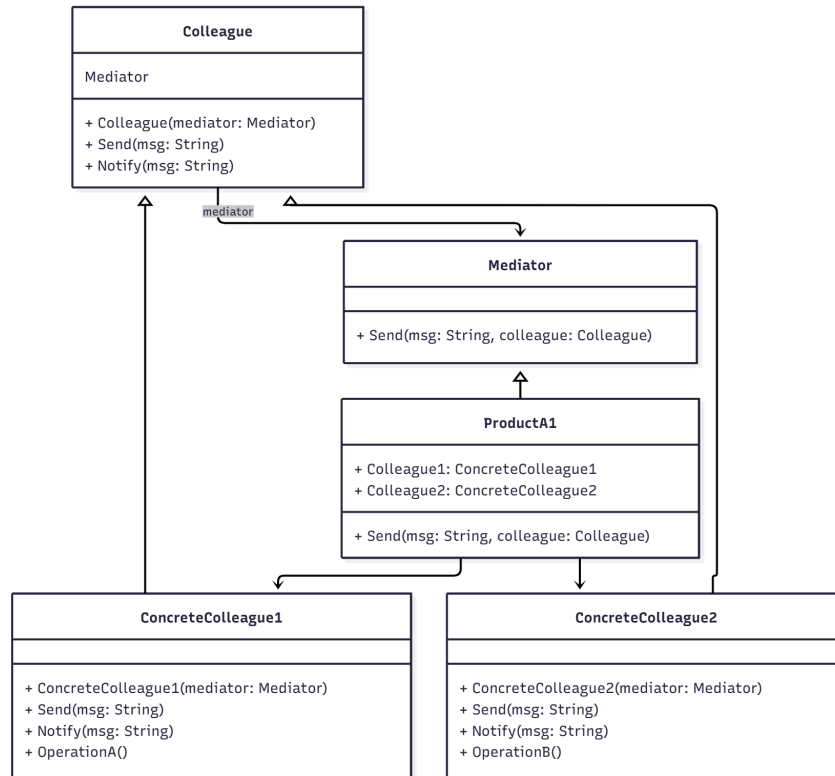 Colleague
Mediator
+ Colleague(mediator: Mediator)
+ Send(msg: String)
+ Notify(msg: String)
mediator
Mediator
+ Send(msg: String, colleague: Colleague)
ProductA1
+ Colleague1: ConcreteColleague1
+ Colleague2: ConcreteColleague2
+ Send(msg: String, colleague: Colleague)
ConcreteColleague1
+ ConcreteColleague1(mediator: Mediator)
+ Send(msg: String)
+ Notify(msg: String)
+ OperationA()
ConcreteColleague2
+ ConcreteColleague2(mediator: Mediator)
+ Send(msg: String)
+ Notify(msg: String)
+ OperationB()